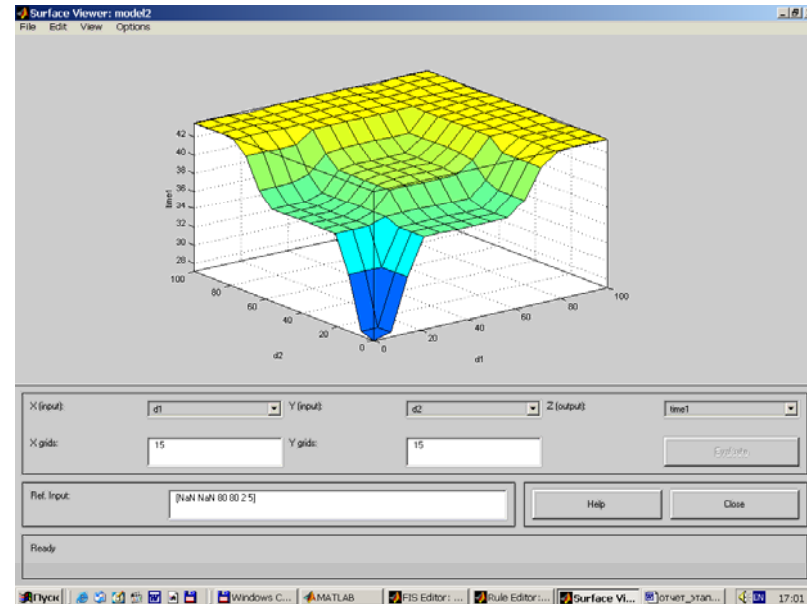 Surface Viewer: model2
File Edit View Options
42
40
38
36
34
32
30
28
time1
100
80
60
40
20
0
d2
0
20
40
60
80
100
d1
X (input): d1 Y (input): d2 Z (output): time1
X grids: 15 Y grids: 15 Evaluate
Ref. Input: [NaN NaN 80 80 2 5] Help Close
Ready
Пуск Windows C... MATLAB FIS Editor: ... Rule Editor:... Surface Vi... отчет_этап... EN 17:01